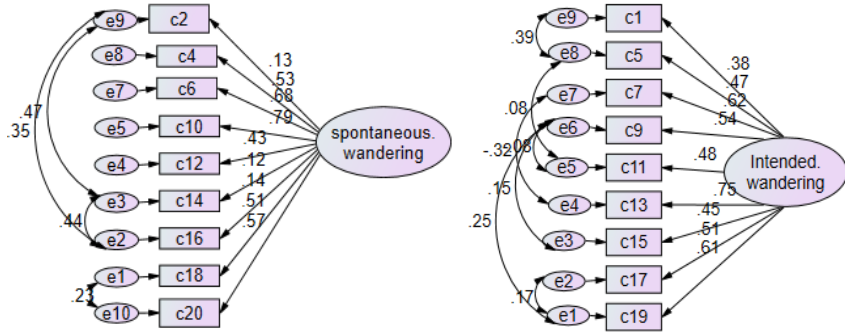 e9 c2
e8 c4
e7 c6
e5 c10
e4 c12
e3 c14
e2 c16
e1 c18
e10 c20
.13
.53
.68
.79
.43
.12
.14
.51
.57
.47
.35
.44
.23
spontaneous.
wandering
e9 c1
e8 c5
e7 c7
e6 c9
e5 c11
e4 c13
e3 c15
e2 c17
e1 c19
.38
.47
.62
.54
.48
.75
.45
.51
.61
.39
.08
-.32
.08
.15
.25
.17
Intended.
wandering